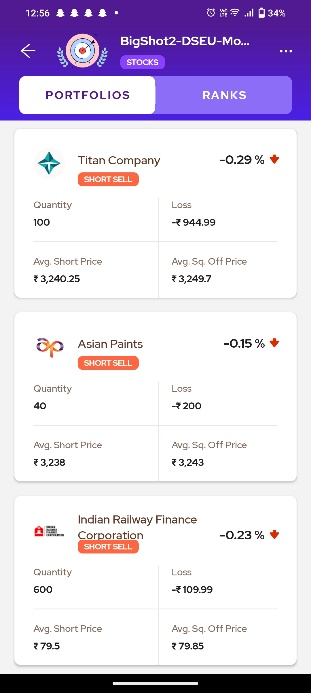 12:56
34%
BigShot2-DSEU-Mo...
STOCKS
PORTFOLIOS
RANKS
Titan Company
-0.29 %
SHORT SELL
Quantity
Loss
100
-₹ 944.99
Avg. Short Price
Avg. Sq. Off Price
₹ 3,240.25
₹ 3,249.7
Asian Paints
-0.15 %
SHORT SELL
Quantity
Loss
40
-₹ 200
Avg. Short Price
Avg. Sq. Off Price
₹ 3,238
₹ 3,243
Indian Railway Finance
Corporation
-0.23 %
SHORT SELL
Quantity
Loss
600
-₹ 109.99
Avg. Short Price
Avg. Sq. Off Price
₹ 79.5
₹ 79.85